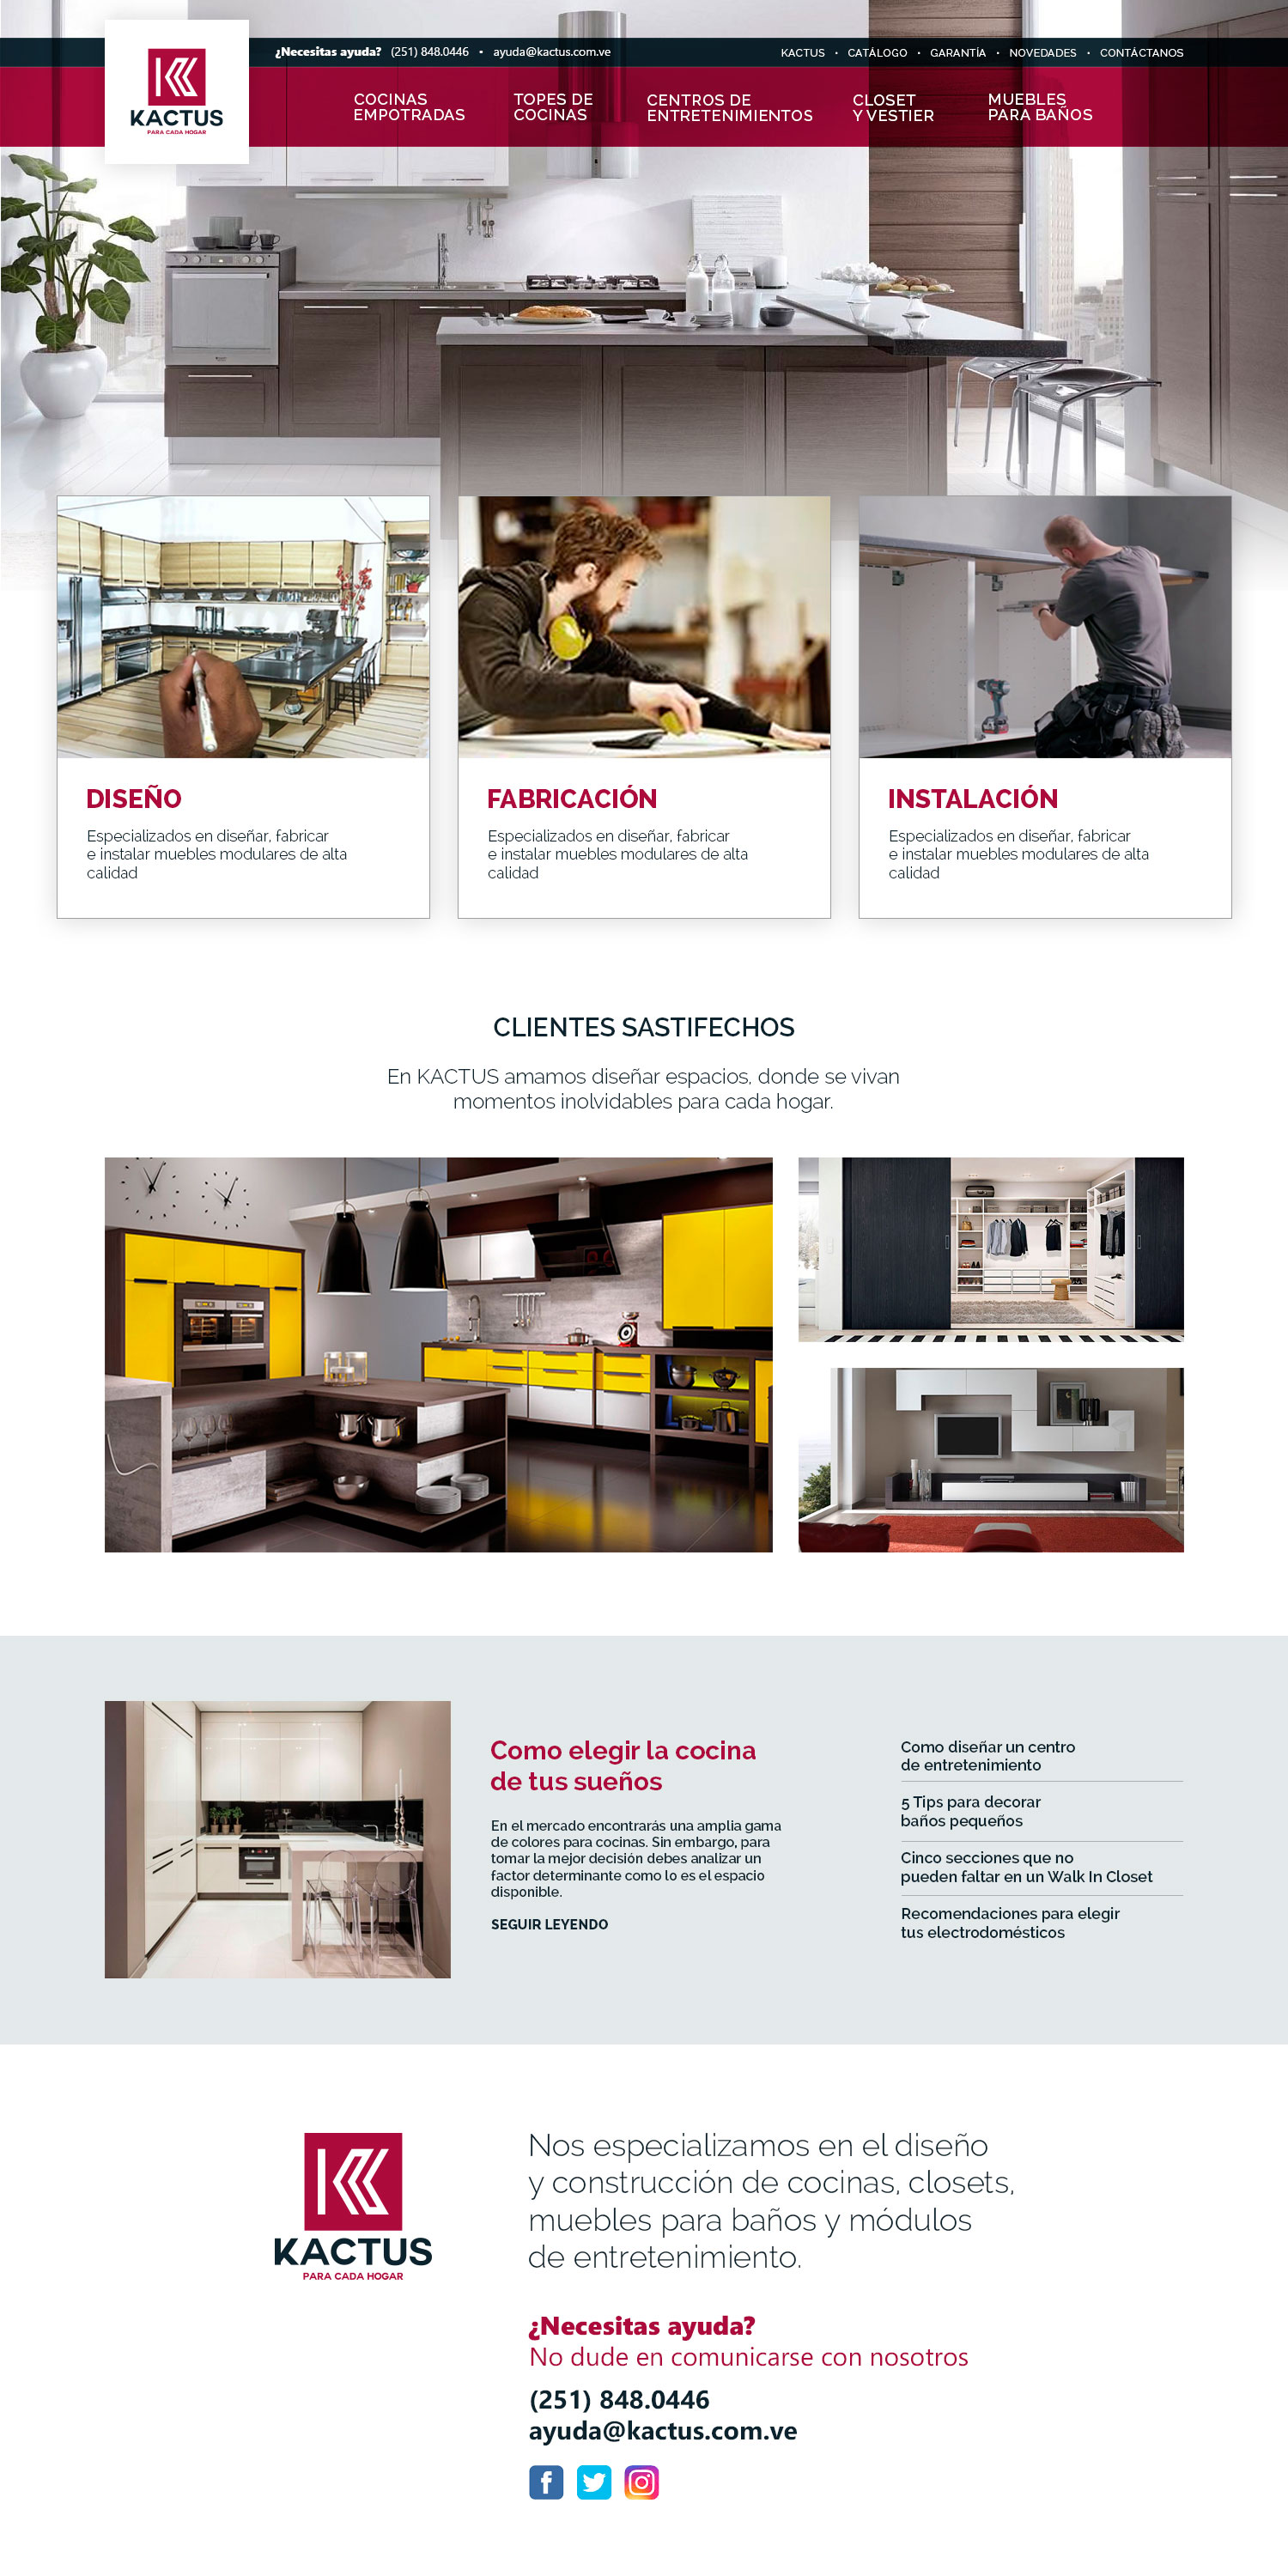 ¿Necesitas ayuda? (251) 848.0446 • ayuda@kactus.com.ve
KACTUS • CATÁLOGO • GARANTÍA • NOVEDADES • CONTÁCTANOS
KACTUS
PARA CADA HOGAR
COCINAS
EMPOTRADAS
TOPES DE
COCINAS
CENTROS DE
ENTRETENIMIENTOS
CLOSET
Y VESTIER
MUEBLES
PARA BAÑOS
DISEÑO
Especializados en diseñar, fabricar
e instalar muebles modulares de alta
calidad
FABRICACIÓN
Especializados en diseñar, fabricar
e instalar muebles modulares de alta
calidad
INSTALACIÓN
Especializados en diseñar, fabricar
e instalar muebles modulares de alta
calidad
CLIENTES SASTIFECHOS
En KACTUS amamos diseñar espacios, donde se vivan
momentos inolvidables para cada hogar.
Como elegir la cocina
de tus sueños
En el mercado encontrarás una amplia gama
de colores para cocinas. Sin embargo, para
tomar la mejor decisión debes analizar un
factor determinante como lo es el espacio
disponible.
SEGUIR LEYENDO
Como diseñar un centro
de entretenimiento
5 Tips para decorar
baños pequeños
Cinco secciones que no
pueden faltar en un Walk In Closet
Recomendaciones para elegir
tus electrodomésticos
KACTUS
PARA CADA HOGAR
Nos especializamos en el diseño
y construcción de cocinas, closets,
muebles para baños y módulos
de entretenimiento.
¿Necesitas ayuda?
No dude en comunicarse con nosotros
(251) 848.0446
ayuda@kactus.com.ve